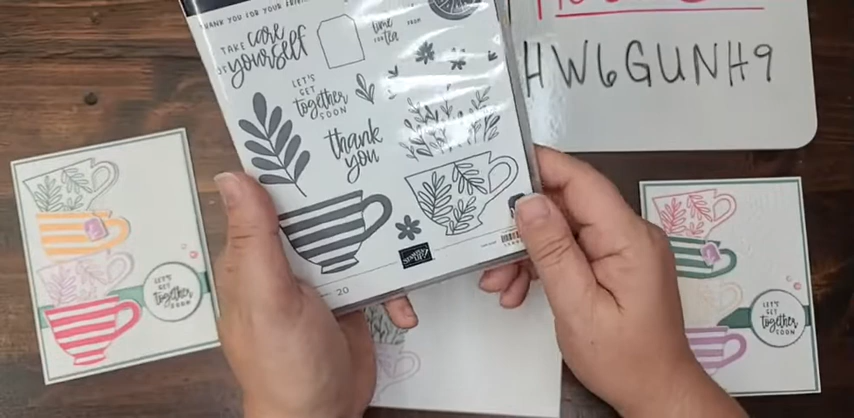 THANK YOU FOR YOUR
TAKE care
OF yourself
time
FOR tea
LET'S
GET
together
SOON
thank
you
20
HW6GUNH9
LET'S
GET
together
SOON
LET'S
GET
together
SOON